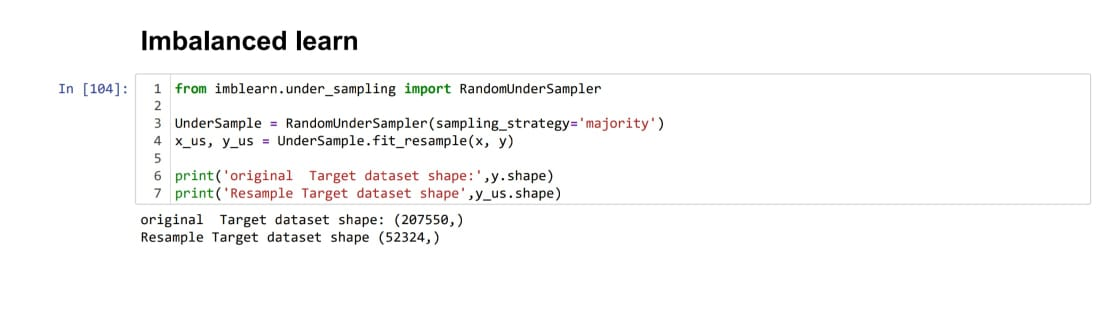 Imbalanced learn
In [104]:
1 from imblearn.under_sampling import RandomUnderSampler
2
3 UnderSample = RandomUnderSampler(sampling_strategy='majority')
4 x_us, y_us = UnderSample.fit_resample(x, y)
5
6 print('original  Target dataset shape:',y.shape)
7 print('Resample Target dataset shape',y_us.shape)
original  Target dataset shape: (207550,)
Resample Target dataset shape (52324,)